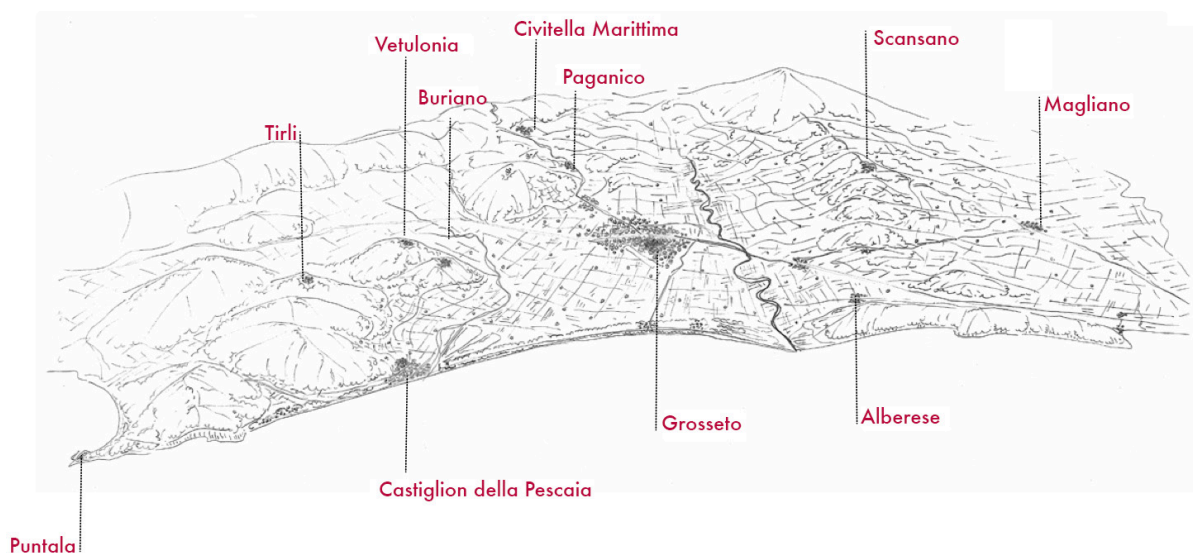 Civitella Marittima
Vetulonia
Scansano
Paganico
Buriano
Magliano
Tirli
Grosseto
Alberese
Castiglion della Pescaia
Puntala